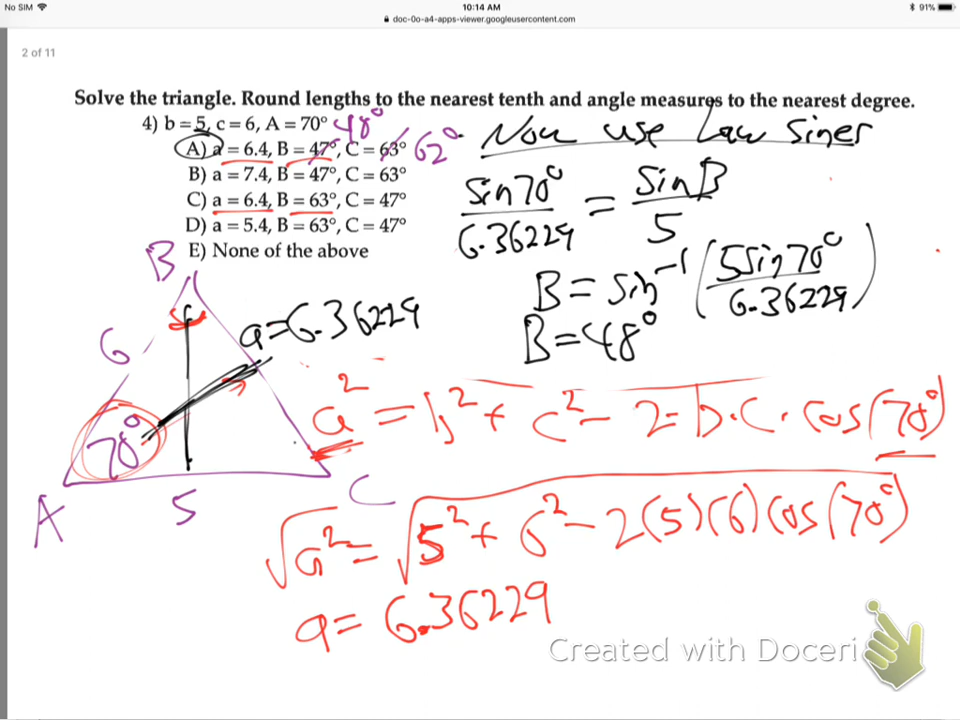 No SIM 10:14 AM 91%
doc-0o-a4-apps-viewer.googleusercontent.com
2 of 11
Solve the triangle. Round lengths to the nearest tenth and angle measures to the nearest degree.
4) b = 5, c = 6, A = 70°
48°
A) a = 6.4, B = 47°, C = 63° 62°
B) a = 7.4, B = 47°, C = 63°
C) a = 6.4, B = 63°, C = 47°
D) a = 5.4, B = 63°, C = 47°
E) None of the above
Now use Law Sines
sin70°/6.36229 = sinB/5
B = sin⁻¹(5sin70°/6.36229)
B = 48°
B
6
a=6.36229
70°
A
5
C
a² = b² + c² - 2 b·c·cos(70°)
√a² = √5² + 6² - 2(5)(6)cos(70°)
a = 6.36229
Created with Doceri